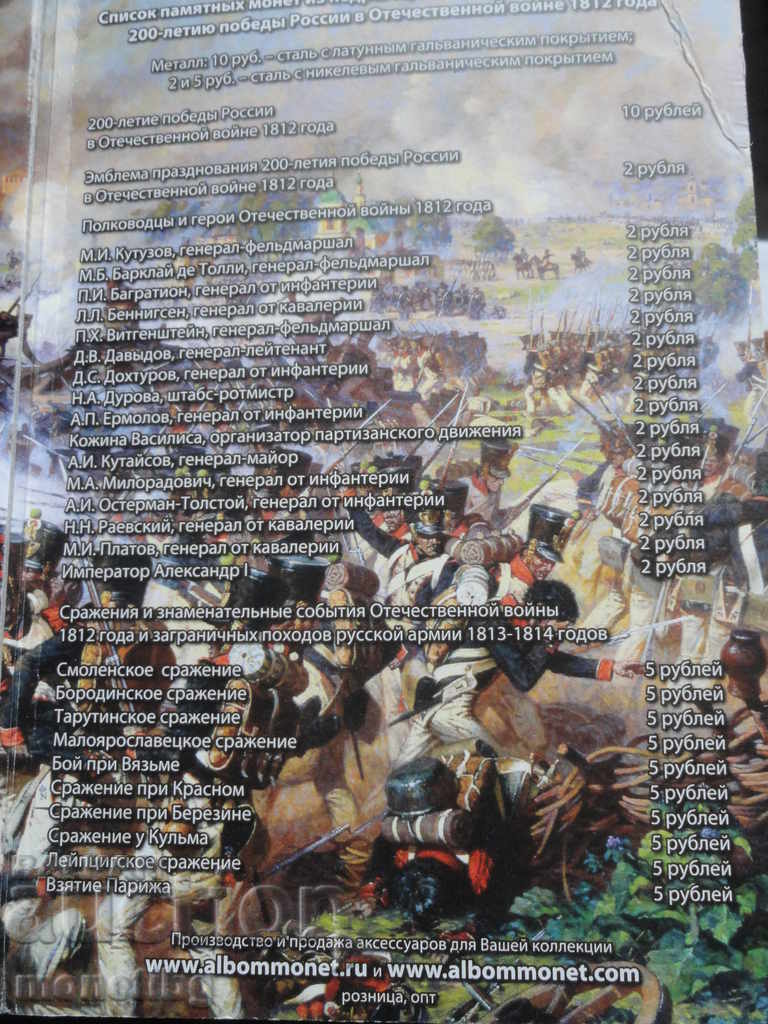 Список памятных монет из
200-летию победы России в Отечественной войне 1812 года
Металл: 10 руб. – сталь с латунным гальваническим покрытием;
2 и 5 руб. – сталь с никелевым гальваническим покрытием
200-летие победы России
в Отечественной войне 1812 года 10 рублей
Эмблема празднования 200-летия победы России
в Отечественной войне 1812 года 2 рубля
Полководцы и герои Отечественной войны 1812 года
М.И. Кутузов, генерал-фельдмаршал 2 рубля
М.Б. Барклай де Толли, генерал-фельдмаршал 2 рубля
П.И. Багратион, генерал от инфантерии 2 рубля
Л.Л. Беннигсен, генерал от кавалерии 2 рубля
П.Х. Витгенштейн, генерал-фельдмаршал 2 рубля
Д.В. Давыдов, генерал-лейтенант 2 рубля
Д.С. Дохтуров, генерал от инфантерии 2 рубля
Н.А. Дурова, штабс-ротмистр 2 рубля
А.П. Ермолов, генерал от инфантерии 2 рубля
Кожина Василиса, организатор партизанского движения 2 рубля
А.И. Кутайсов, генерал-майор 2 рубля
М.А. Милорадович, генерал от инфантерии 2 рубля
А.И. Остерман-Толстой, генерал от инфантерии 2 рубля
Н.Н. Раевский, генерал от кавалерии 2 рубля
М.И. Платов, генерал от кавалерии 2 рубля
Император Александр I 2 рубля
Сражения и знаменательные события Отечественной войны
1812 года и заграничных походов русской армии 1813-1814 годов
Смоленское сражение 5 рублей
Бородинское сражение 5 рублей
Тарутинское сражение 5 рублей
Малоярославецкое сражение 5 рублей
Бой при Вязьме 5 рублей
Сражение при Красном 5 рублей
Сражение при Березине 5 рублей
Сражение у Кульма 5 рублей
Лейпцигское сражение 5 рублей
Взятие Парижа 5 рублей
Производство и продажа аксессуаров для Вашей коллекции
www.albommonet.ru и www.albommonet.com
розница, опт